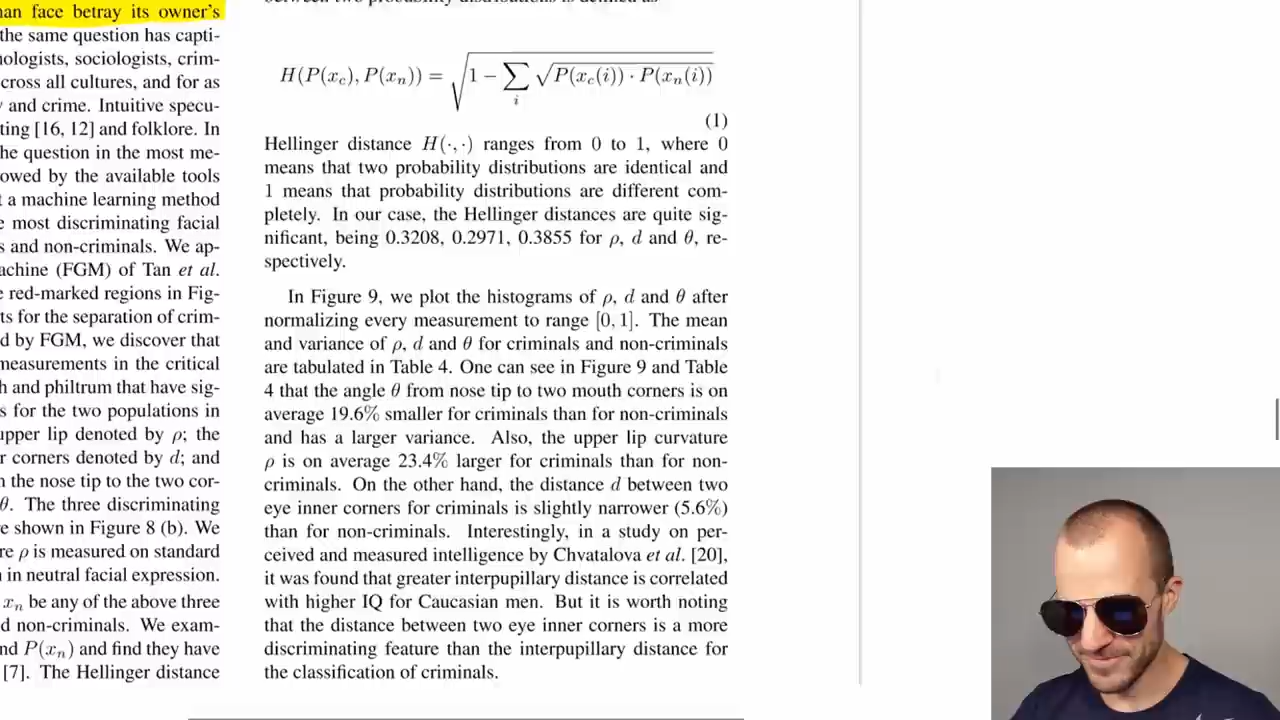 nan face betray its owner's
the same question has capti-
nologists, sociologists, crim-
cross all cultures, and for as
and crime. Intuitive specu-
ting [16, 12] and folklore. In
he question in the most me-
owed by the available tools
a machine learning method
most discriminating facial
s and non-criminals. We ap-
achine (FGM) of Tan et al.
e red-marked regions in Fig-
ts for the separation of crim-
d by FGM, we discover that
measurements in the critical
h and philtrum that have sig-
s for the two populations in
upper lip denoted by ρ; the
r corners denoted by d; and
n the nose tip to the two cor-
θ. The three discriminating
e shown in Figure 8 (b). We
re ρ is measured on standard
in neutral facial expression.
x_n be any of the above three
d non-criminals. We exam-
nd P(x_n) and find they have
[7]. The Hellinger distance
between two probability distributions is defined as
H(P(x_c), P(x_n)) = √(1 − ∑_i √(P(x_c(i)) · P(x_n(i))))
(1)
Hellinger distance H(·,·) ranges from 0 to 1, where 0
means that two probability distributions are identical and
1 means that probability distributions are different com-
pletely. In our case, the Hellinger distances are quite sig-
nificant, being 0.3208, 0.2971, 0.3855 for ρ, d and θ, re-
spectively.
In Figure 9, we plot the histograms of ρ, d and θ after
normalizing every measurement to range [0, 1]. The mean
and variance of ρ, d and θ for criminals and non-criminals
are tabulated in Table 4. One can see in Figure 9 and Table
4 that the angle θ from nose tip to two mouth corners is on
average 19.6% smaller for criminals than for non-criminals
and has a larger variance. Also, the upper lip curvature
ρ is on average 23.4% larger for criminals than for non-
criminals. On the other hand, the distance d between two
eye inner corners for criminals is slightly narrower (5.6%)
than for non-criminals. Interestingly, in a study on per-
ceived and measured intelligence by Chvatalova et al. [20],
it was found that greater interpupillary distance is correlated
with higher IQ for Caucasian men. But it is worth noting
that the distance between two eye inner corners is a more
discriminating feature than the interpupillary distance for
the classification of criminals.